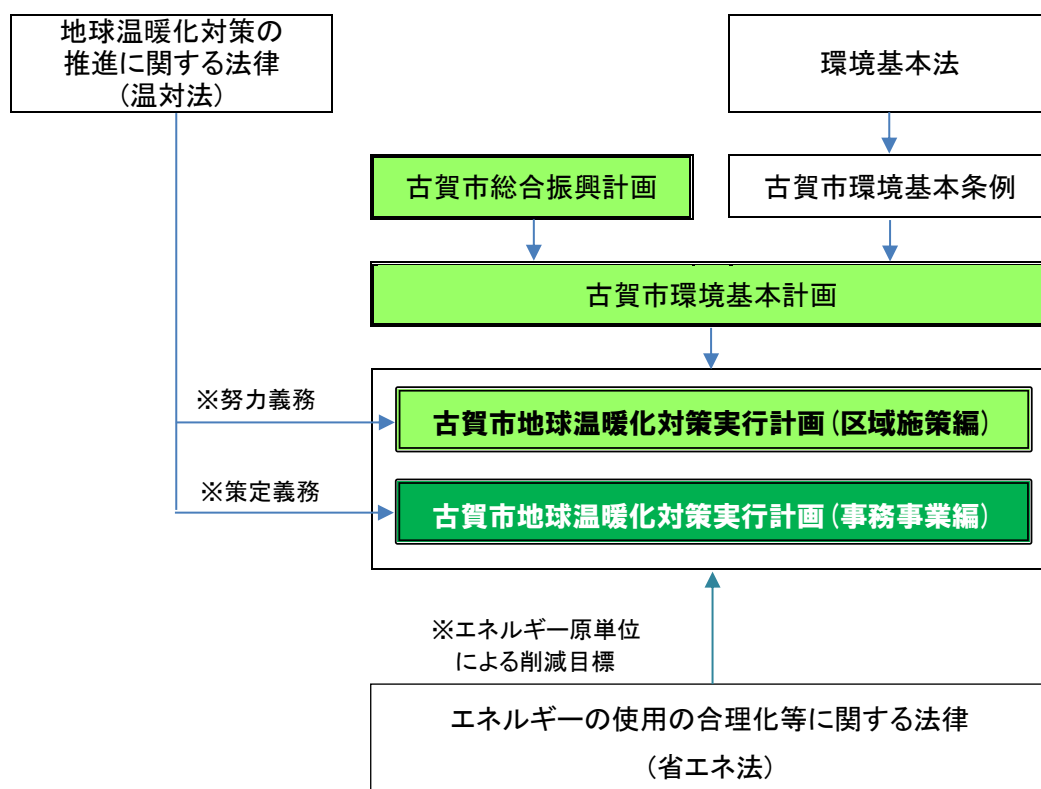 地球温暖化対策の
推進に関する法律
（温対法）
環境基本法
古賀市総合振興計画
古賀市環境基本条例
古賀市環境基本計画
※努力義務
古賀市地球温暖化対策実行計画（区域施策編）
※策定義務
古賀市地球温暖化対策実行計画（事務事業編）
※エネルギー原単位
による削減目標
エネルギーの使用の合理化等に関する法律
（省エネ法）